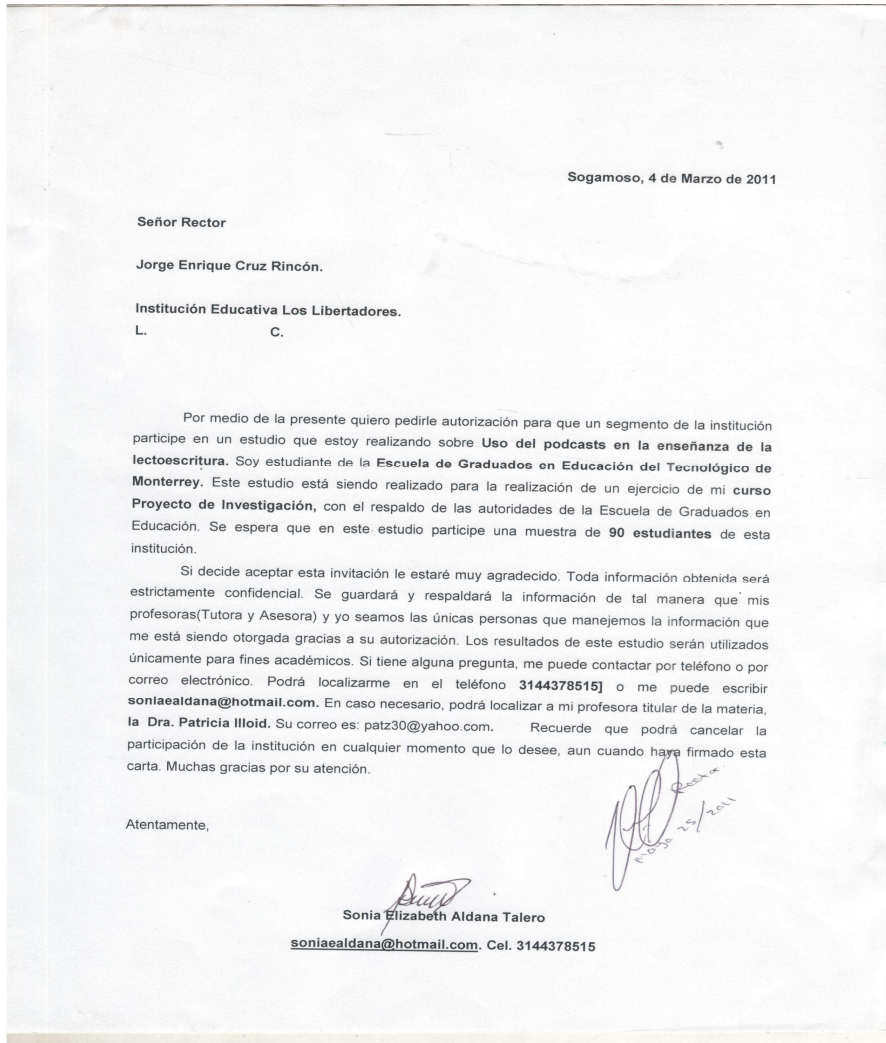 Sogamoso, 4 de Marzo de 2011
Señor Rector
Jorge Enrique Cruz Rincón.
Institución Educativa Los Libertadores.
L. C.
Por medio de la presente quiero pedirle autorización para que un segmento de la institución
participe en un estudio que estoy realizando sobre Uso del podcasts en la enseñanza de la
lectoescritura. Soy estudiante de la Escuela de Graduados en Educación del Tecnológico de
Monterrey. Este estudio está siendo realizado para la realización de un ejercicio de mi curso
Proyecto de Investigación, con el respaldo de las autoridades de la Escuela de Graduados en
Educación. Se espera que en este estudio participe una muestra de 90 estudiantes de esta
institución.
Si decide aceptar esta invitación le estaré muy agradecido. Toda información obtenida será
estrictamente confidencial. Se guardará y respaldará la información de tal manera que mis
profesoras(Tutora y Asesora) y yo seamos las únicas personas que manejemos la información que
me está siendo otorgada gracias a su autorización. Los resultados de este estudio serán utilizados
únicamente para fines académicos. Si tiene alguna pregunta, me puede contactar por teléfono o por
correo electrónico. Podrá localizarme en el teléfono 3144378515] o me puede escribir
soniaealdana@hotmail.com. En caso necesario, podrá localizar a mi profesora titular de la materia,
la Dra. Patricia Illoid. Su correo es: patz30@yahoo.com. Recuerde que podrá cancelar la
participación de la institución en cualquier momento que lo desee, aun cuando haya firmado esta
carta. Muchas gracias por su atención.
Rector
25/2011
Atentamente,
Sonia Elizabeth Aldana Talero
soniaealdana@hotmail.com. Cel. 3144378515